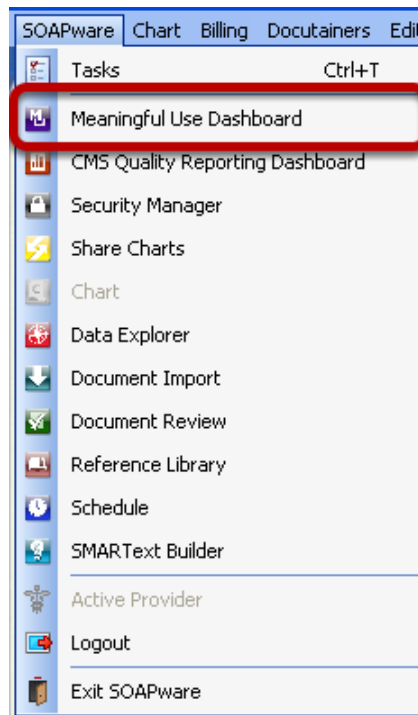 SOAPware Chart Billing Docutainers Edit
Tasks Ctrl+T
Meaningful Use Dashboard
CMS Quality Reporting Dashboard
Security Manager
Share Charts
Chart
Data Explorer
Document Import
Document Review
Reference Library
Schedule
SMARText Builder
Active Provider
Logout
Exit SOAPware